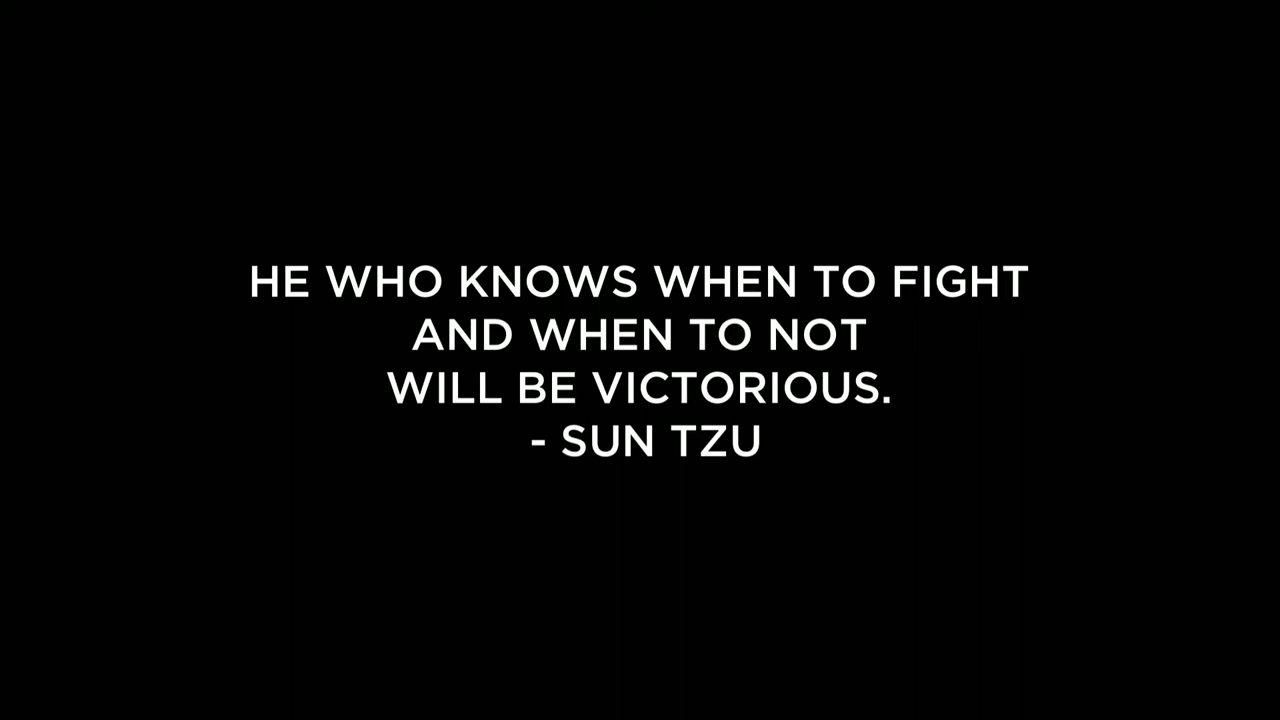 HE WHO KNOWS WHEN TO FIGHT
AND WHEN TO NOT
WILL BE VICTORIOUS.
- SUN TZU